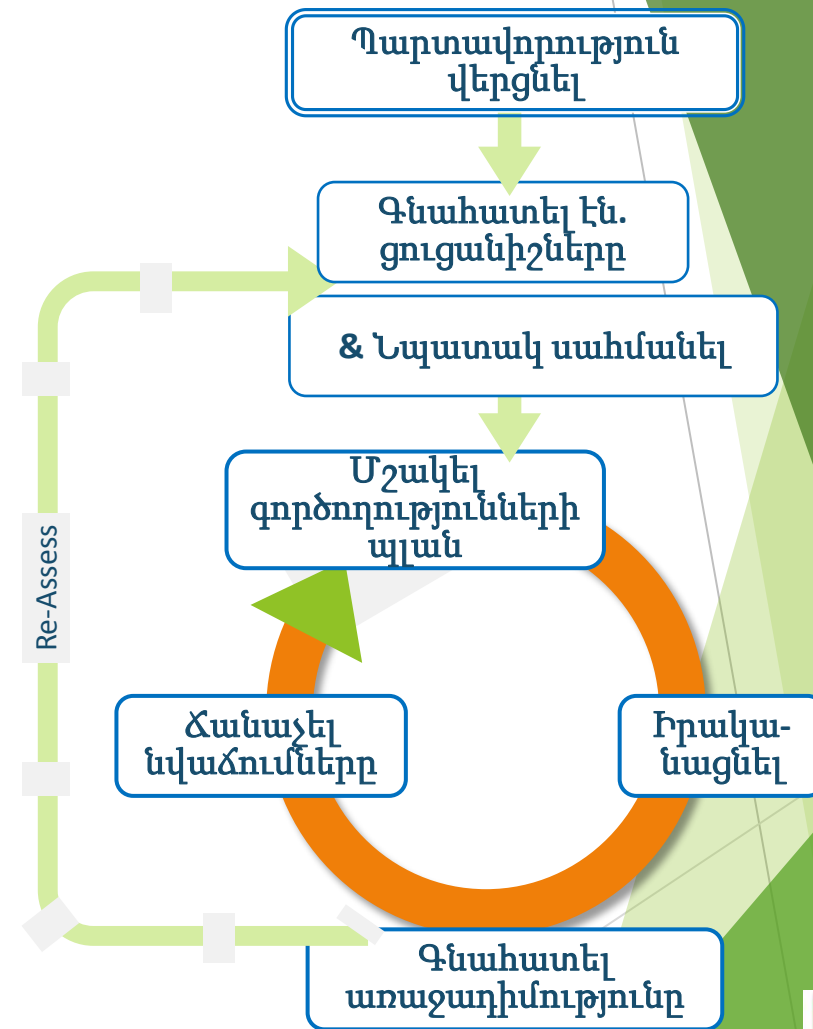 Պարտավորություն
վերցնել
Գնահատել էն.
ցուցանիշները
& Նպատակ սահմանել
Մշակել
գործողությունների
պլան
Re-Assess
Ճանաչել
նվաճումները
Իրակա-
նացնել
Գնահատել
առաջադիմությունը